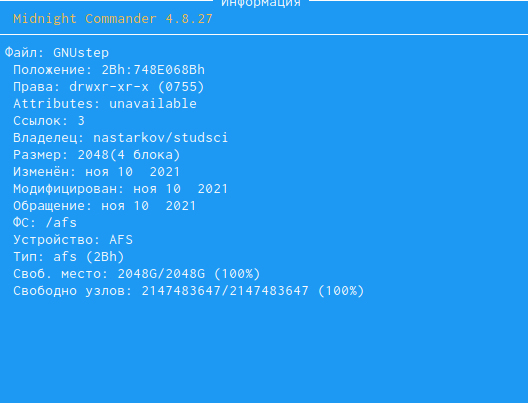 Информация
Midnight Commander 4.8.27
Файл: GNUstep
Положение: 2Bh:748E068Bh
Права: drwxr-xr-x (0755)
Attributes: unavailable
Ссылок: 3
Владелец: nastarkov/studsci
Размер: 2048(4 блока)
Изменён: ноя 10  2021
Модифицирован: ноя 10  2021
Обращение: ноя 10  2021
ФС: /afs
Устройство: AFS
Тип: afs (2Bh)
Своб. место: 2048G/2048G (100%)
Свободно узлов: 2147483647/2147483647 (100%)